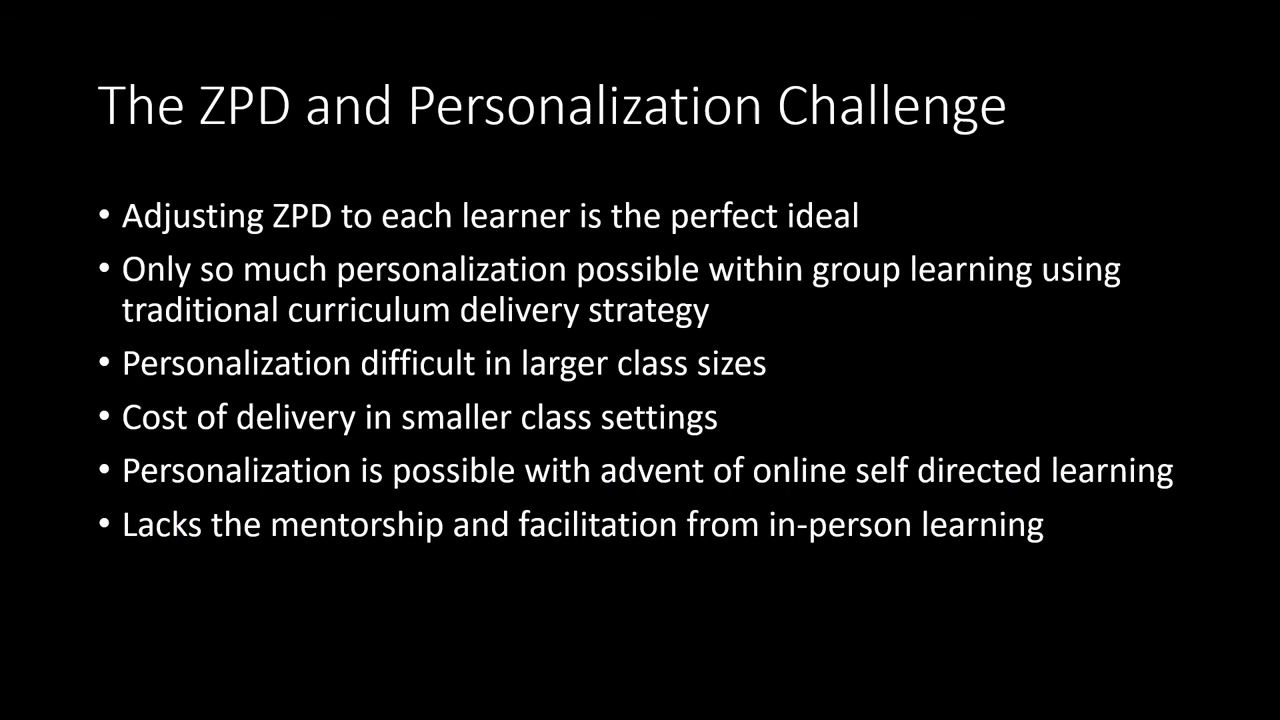 The ZPD and Personalization Challenge
• Adjusting ZPD to each learner is the perfect ideal
• Only so much personalization possible within group learning using
traditional curriculum delivery strategy
• Personalization difficult in larger class sizes
• Cost of delivery in smaller class settings
• Personalization is possible with advent of online self directed learning
• Lacks the mentorship and facilitation from in-person learning